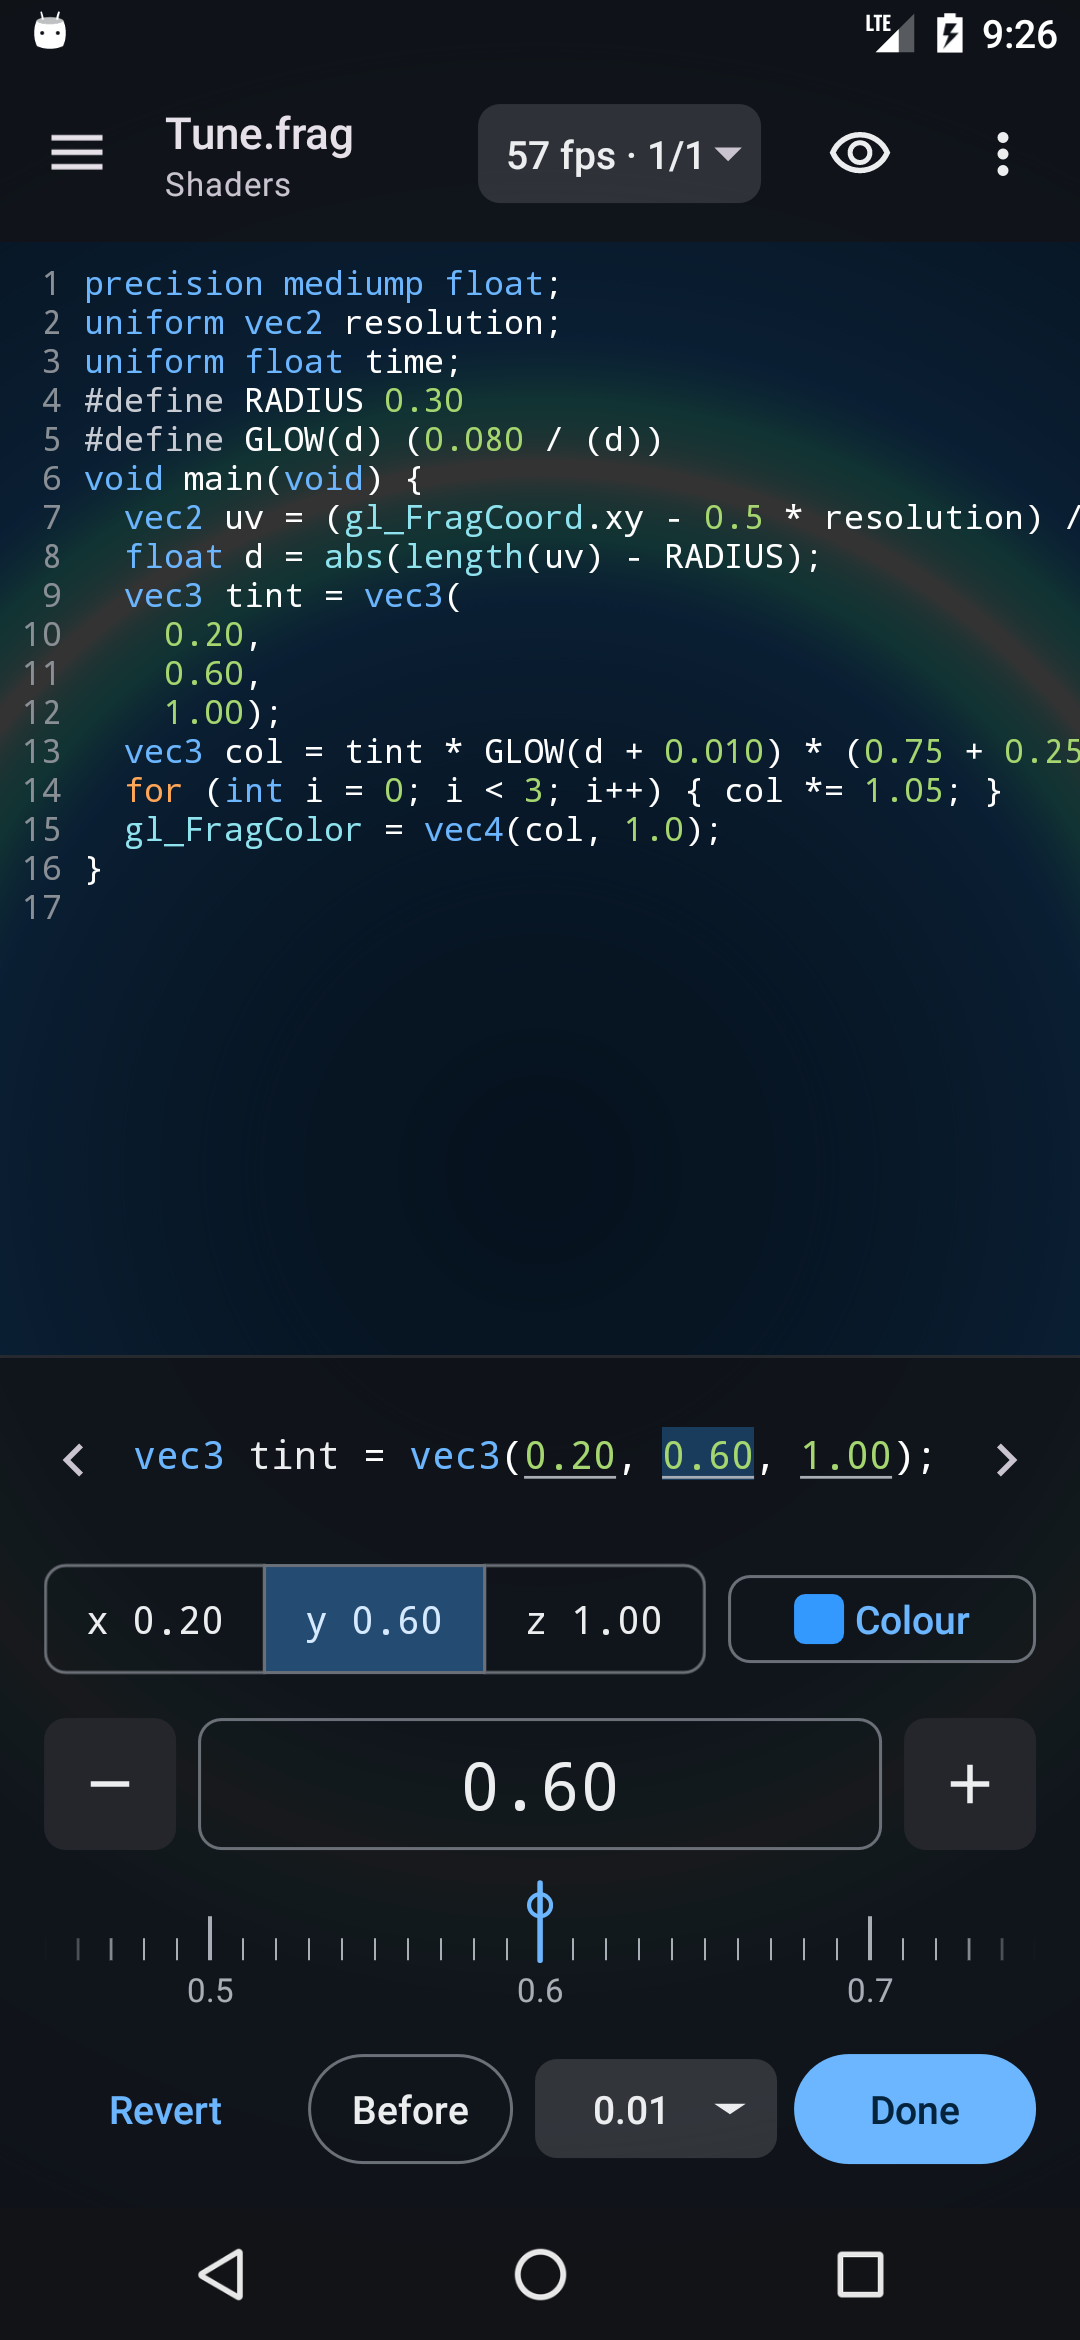 LTE 9:26
Tune.frag
Shaders
57 fps · 1/1
1 precision mediump float;
2 uniform vec2 resolution;
3 uniform float time;
4 #define RADIUS 0.30
5 #define GLOW(d) (0.080 / (d))
6 void main(void) {
7 vec2 uv = (gl_FragCoord.xy - 0.5 * resolution) /
8 float d = abs(length(uv) - RADIUS);
9 vec3 tint = vec3(
10 0.20,
11 0.60,
12 1.00);
13 vec3 col = tint * GLOW(d + 0.010) * (0.75 + 0.25
14 for (int i = 0; i < 3; i++) { col *= 1.05; }
15 gl_FragColor = vec4(col, 1.0);
16 }
17
vec3 tint = vec3(0.20, 0.60, 1.00);
x 0.20 y 0.60 z 1.00 Colour
− 0.60 +
0.5 0.6 0.7
Revert Before 0.01 Done